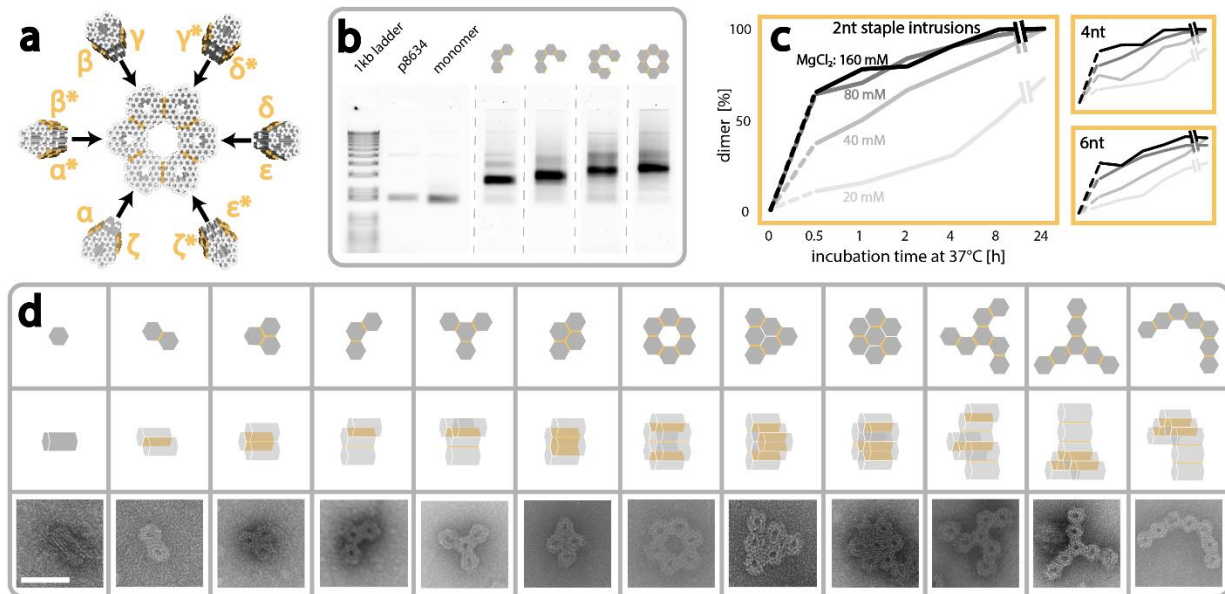 a
γ
γ*
β
δ*
β*
δ
α*
ε
α
ε*
ζ
ζ*
b
1kb ladder
p8634
monomer
c
2nt staple intrusions
MgCl₂: 160 mM
80 mM
40 mM
20 mM
dimer [%]
100
50
0
0 0.5 1 2 4 8 24
incubation time at 37°C [h]
4nt
6nt
d